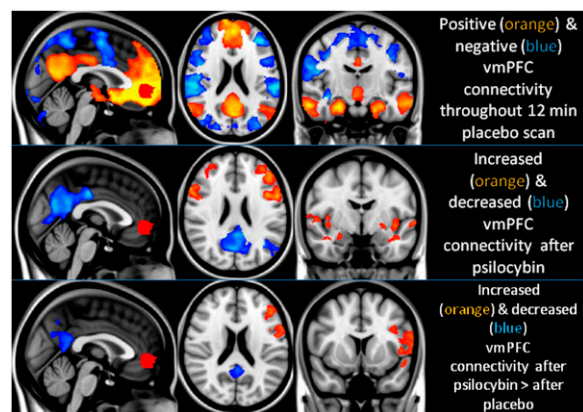 Positive (orange) &
negative (blue)
vmPFC
connectivity
throughout 12 min
placebo scan
Increased
(orange) &
decreased (blue)
vmPFC
connectivity after
psilocybin
Increased
(orange) & decreased
(blue)
vmPFC
connectivity after
psilocybin > after
placebo